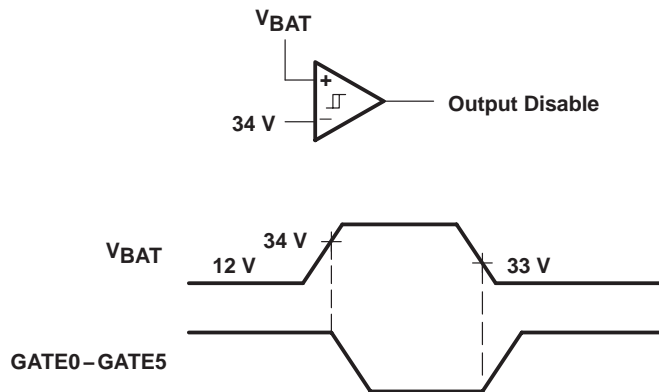 VBAT
+
34 V
−
Output Disable
VBAT
34 V
12 V
33 V
GATE0–GATE5